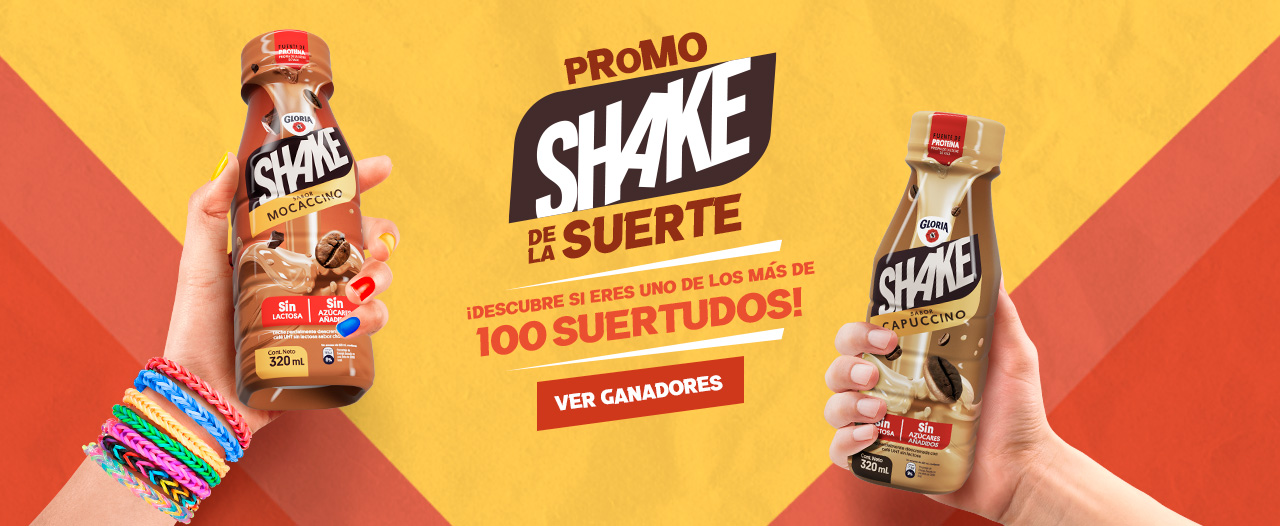 PROMO
SHAKE
DE
LA SUERTE
¡DESCUBRE SI ERES UNO DE LOS MÁS DE
100 SUERTUDOS!
VER GANADORES
FUENTE DE
PROTEÍNA
GLORIA
SHAKE
SABOR
MOCACCINO
Sin
LACTOSA
Sin
AZÚCARES
AÑADIDOS
Cont. Neto
320 mL
FUENTE DE
PROTEÍNA
GLORIA
SHAKE
SABOR
CAPUCCINO
Sin
Sin
AZÚCARES
AÑADIDOS
Cont. Neto
320 mL